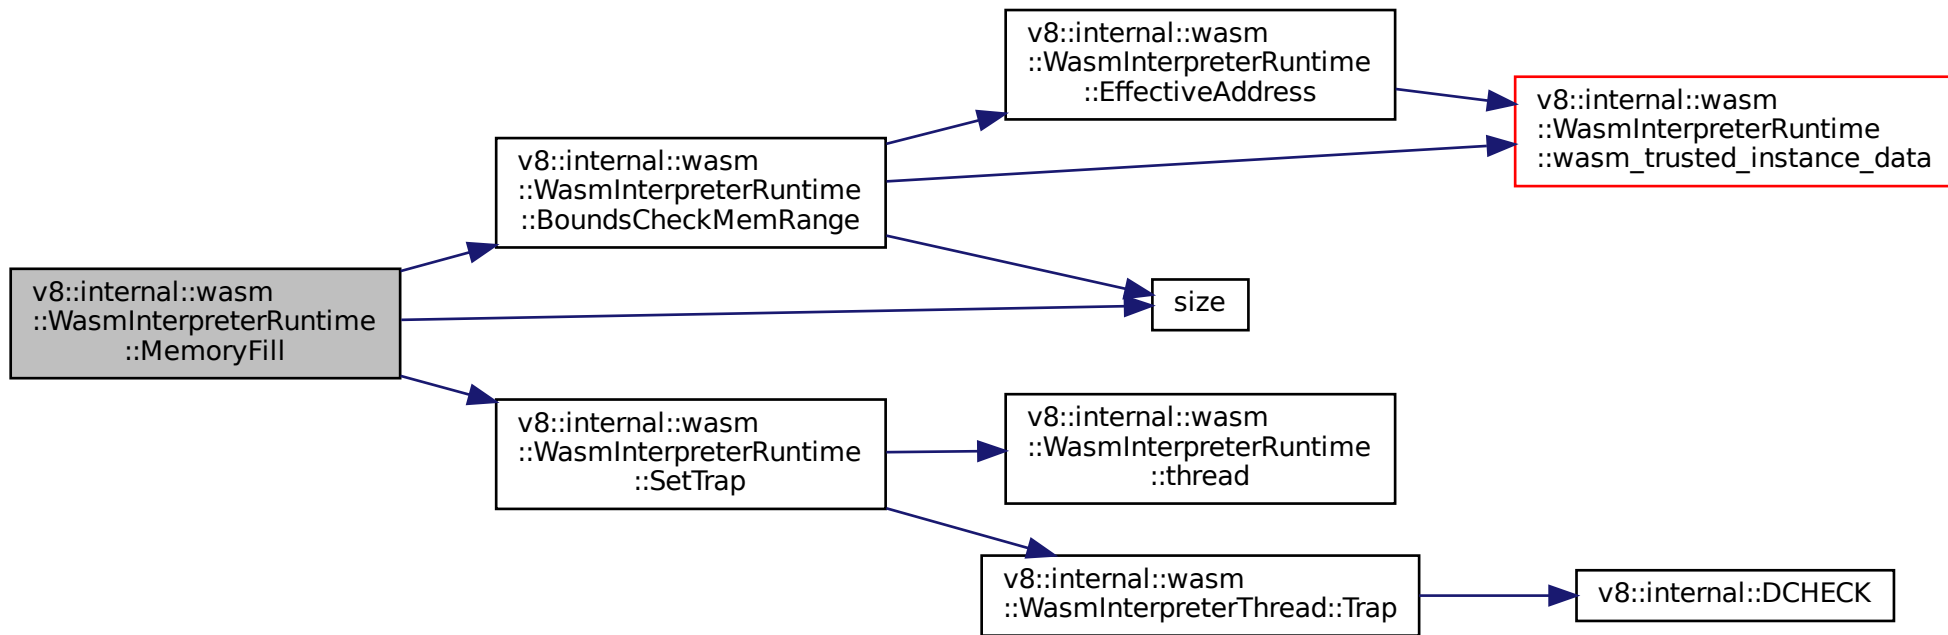 v8::internal::wasm
::WasmInterpreterRuntime
::MemoryFill
v8::internal::wasm
::WasmInterpreterRuntime
::BoundsCheckMemRange
v8::internal::wasm
::WasmInterpreterRuntime
::EffectiveAddress
v8::internal::wasm
::WasmInterpreterRuntime
::wasm_trusted_instance_data
size
v8::internal::wasm
::WasmInterpreterRuntime
::SetTrap
v8::internal::wasm
::WasmInterpreterRuntime
::thread
v8::internal::wasm
::WasmInterpreterThread::Trap
v8::internal::DCHECK